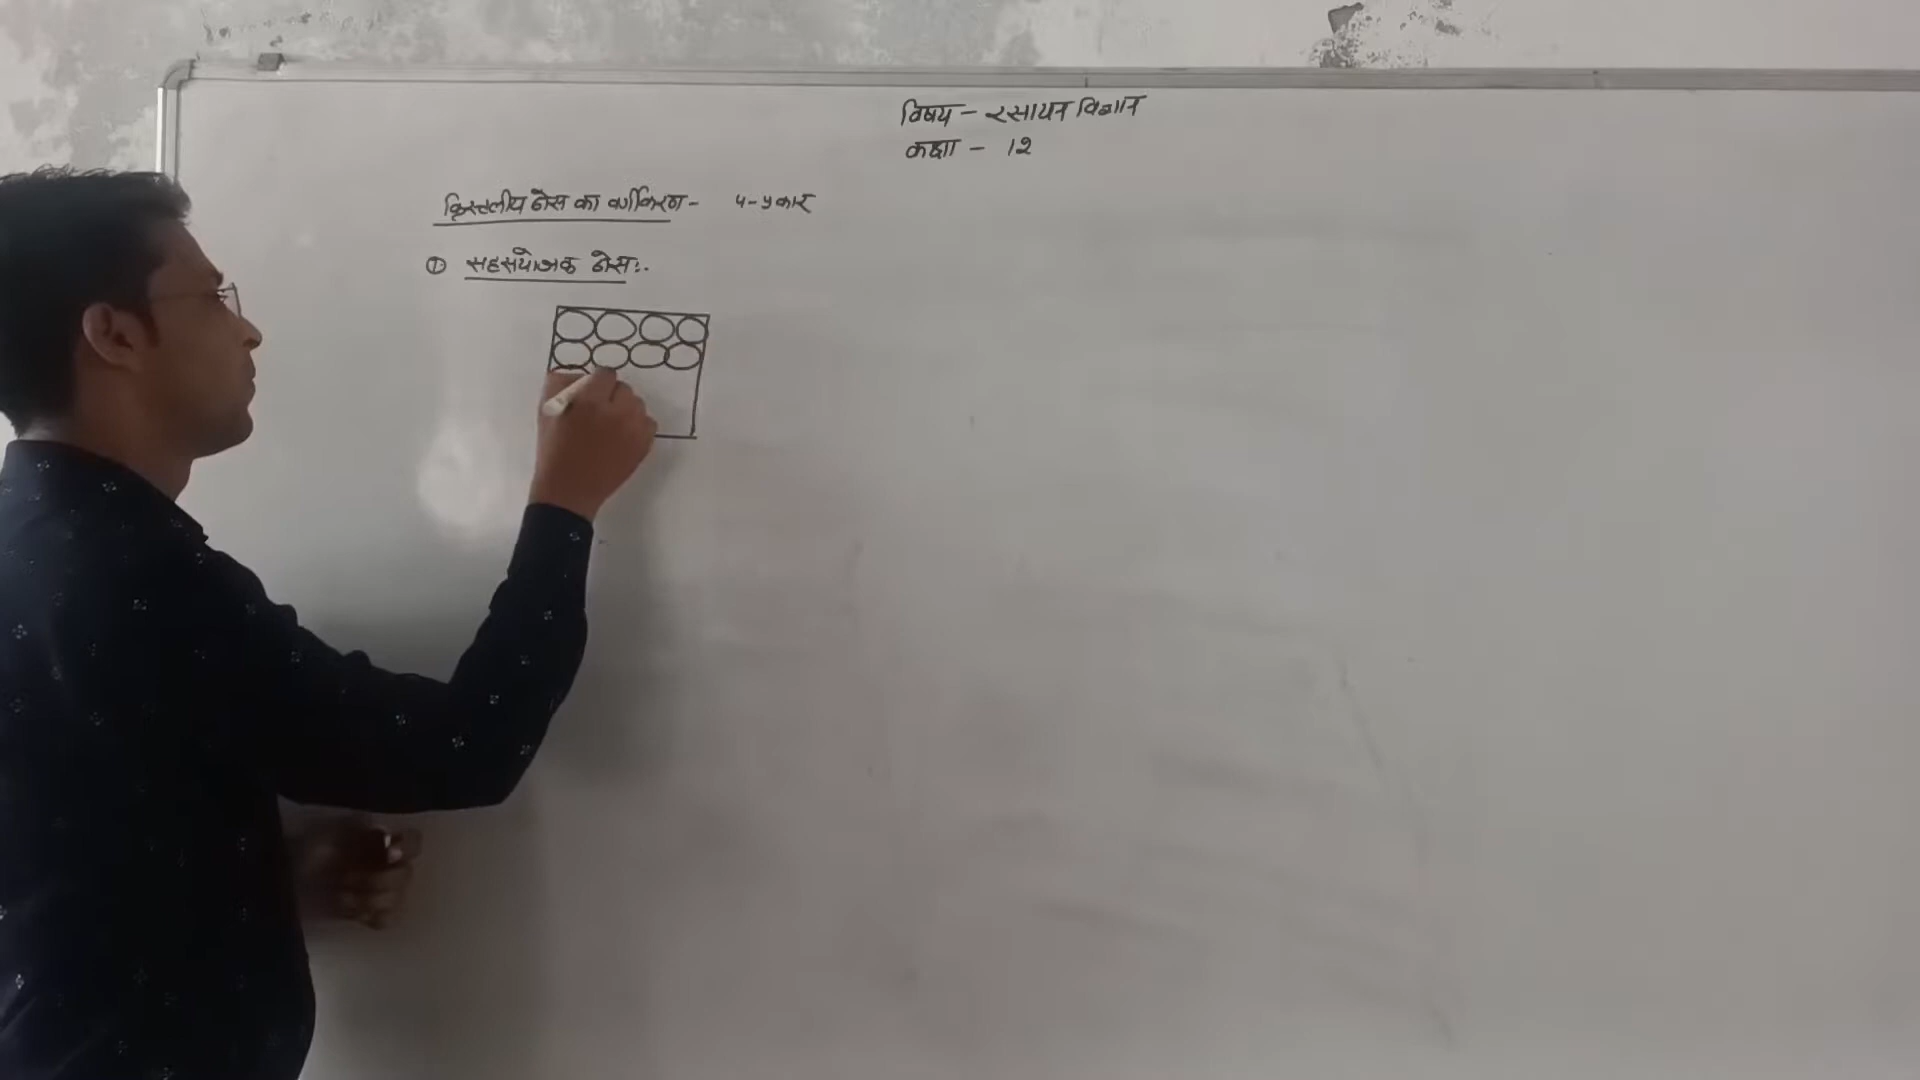 विषय - रसायन विज्ञान
कक्षा - 12
क्रिस्टलीय ठोस का वर्गीकरण - 4 - प्रकार
① सहसंयोजक ठोस :-